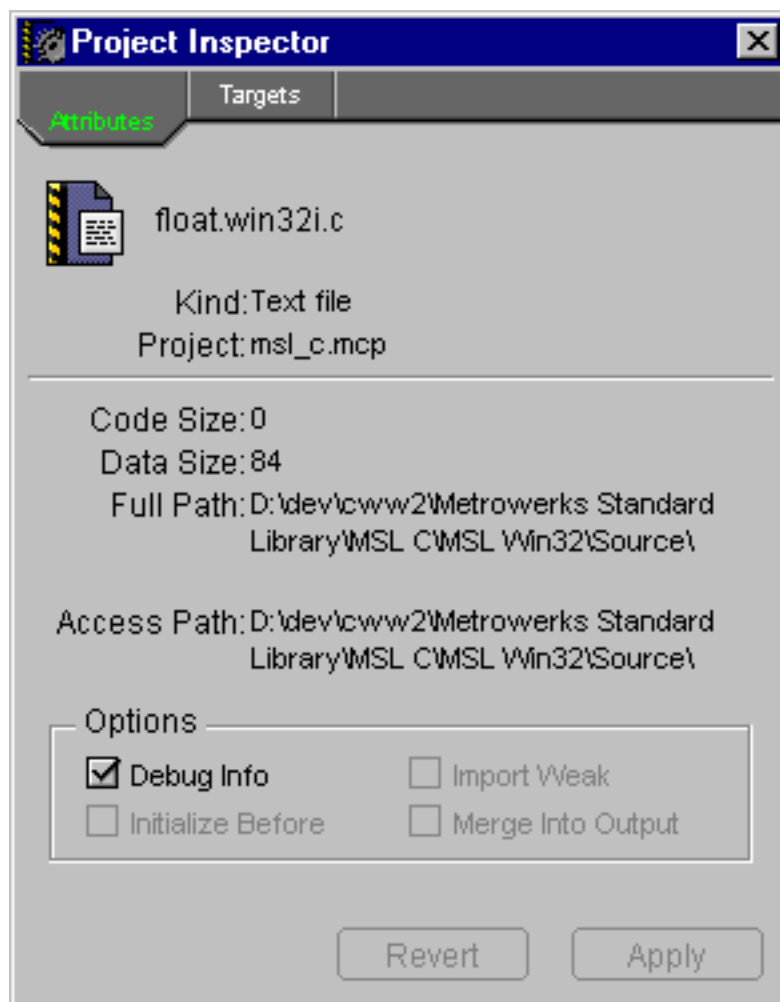 Project Inspector
Attributes
Targets
float.win32i.c
Kind: Text file
Project: msl_c.mcp
Code Size: 0
Data Size: 84
Full Path: D:\dev\cww2\Metrowerks Standard
Library\MSL C\MSL Win32\Source\
Access Path: D:\dev\cww2\Metrowerks Standard
Library\MSL C\MSL Win32\Source\
Options
Debug Info
Import Weak
Initialize Before
Merge Into Output
Revert
Apply